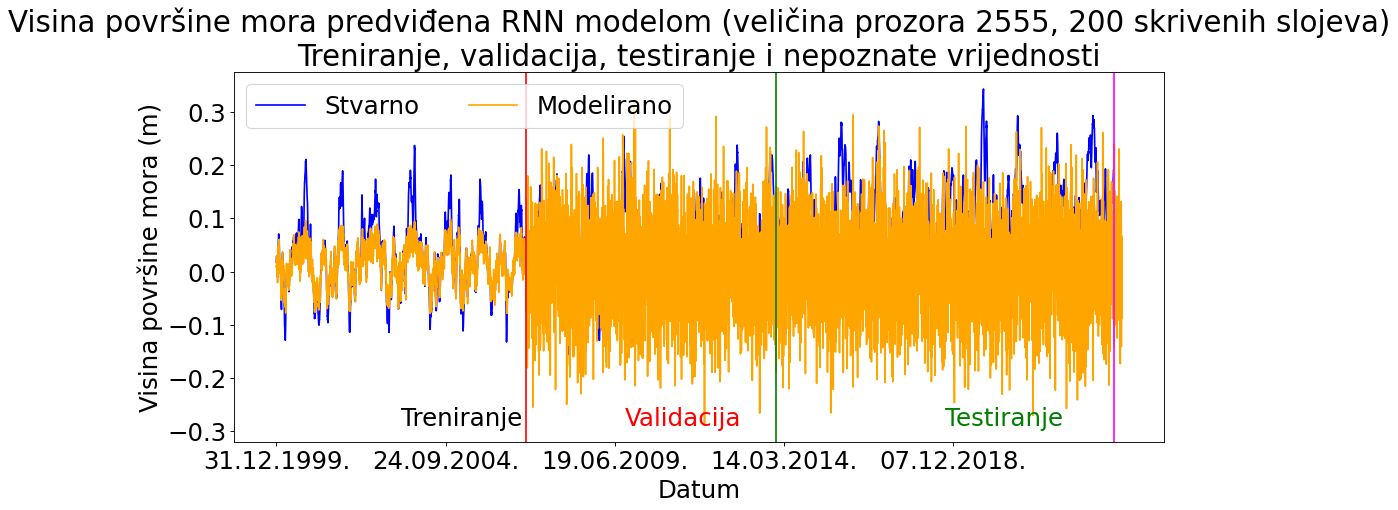 Visina površine mora predviđena RNN modelom (veličina prozora 2555, 200 skrivenih slojeva)
Treniranje, validacija, testiranje i nepoznate vrijednosti
Stvarno
Modelirano
Visina površine mora (m)
0.3
0.2
0.1
0.0
−0.1
−0.2
−0.3
Treniranje
Validacija
Testiranje
31.12.1999.
24.09.2004.
19.06.2009.
14.03.2014.
07.12.2018.
Datum